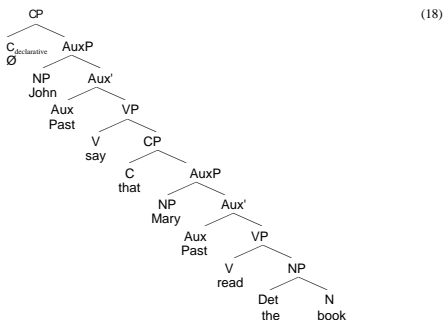 CP (18)
C declarative AuxP
Ø
NP Aux'
John
Aux VP
Past
V CP
say
C AuxP
that
NP Aux'
Mary
Aux VP
Past
V NP
read
Det N
the book